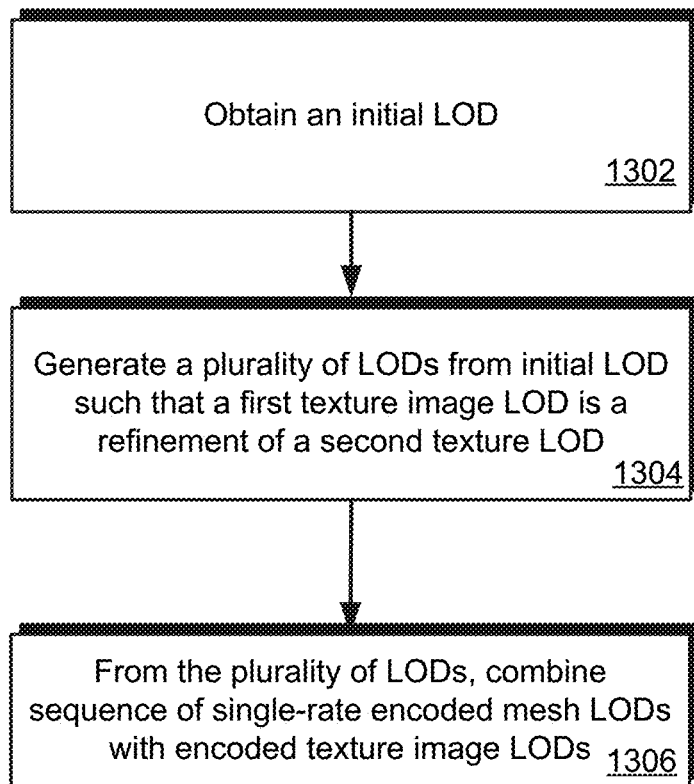 Obtain an initial LOD
1302
Generate a plurality of LODs from initial LOD
such that a first texture image LOD is a
refinement of a second texture LOD
1304
From the plurality of LODs, combine
sequence of single-rate encoded mesh LODs
with encoded texture image LODs
1306